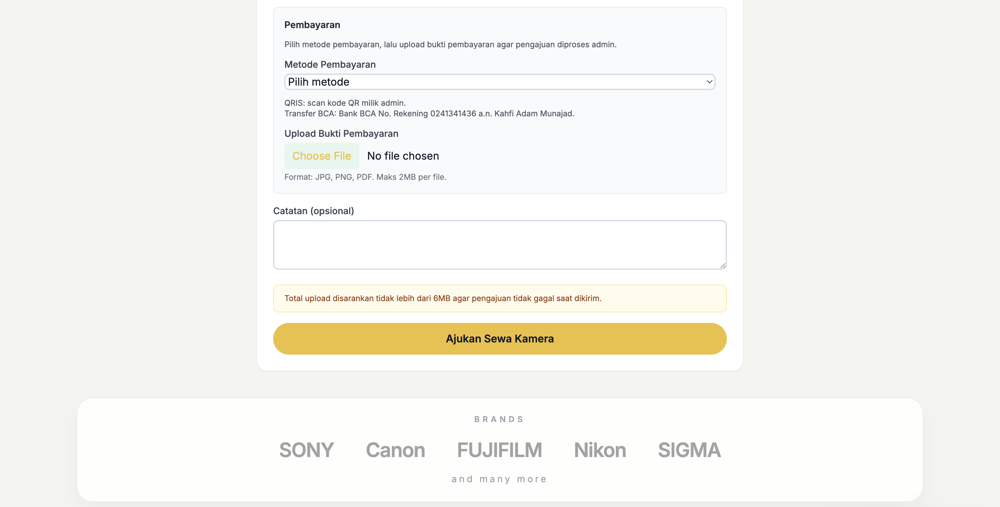 Pembayaran
Pilih metode pembayaran, lalu upload bukti pembayaran agar pengajuan diproses admin.
Metode Pembayaran
Pilih metode
QRIS: scan kode QR milik admin.
Transfer BCA: Bank BCA No. Rekening 0241341436 a.n. Kahfi Adam Munajad.
Upload Bukti Pembayaran
Choose File No file chosen
Format: JPG, PNG, PDF. Maks 2MB per file.
Catatan (opsional)
Total upload disarankan tidak lebih dari 6MB agar pengajuan tidak gagal saat dikirim.
Ajukan Sewa Kamera
BRANDS
SONY Canon FUJIFILM Nikon SIGMA
and many more